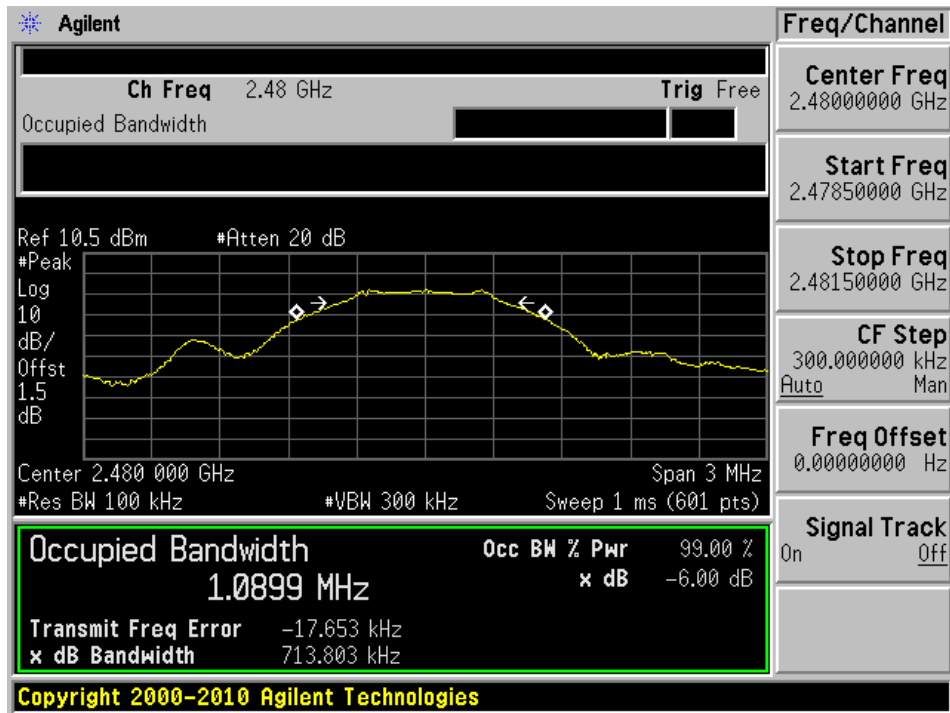 Agilent
Freq/Channel
Ch Freq 2.48 GHz Trig Free
Occupied Bandwidth
Center Freq
2.48000000 GHz
Start Freq
2.47850000 GHz
Stop Freq
2.48150000 GHz
CF Step
300.000000 kHz
Auto Man
Freq Offset
0.00000000 Hz
Signal Track
On Off
Ref 10.5 dBm #Atten 20 dB
#Peak
Log
10
dB/
Offst
1.5
dB
Center 2.480 000 GHz Span 3 MHz
#Res BW 100 kHz #VBW 300 kHz Sweep 1 ms (601 pts)
Occupied Bandwidth
1.0899 MHz
Occ BW % Pwr 99.00 %
x dB -6.00 dB
Transmit Freq Error -17.653 kHz
x dB Bandwidth 713.803 kHz
Copyright 2000-2010 Agilent Technologies